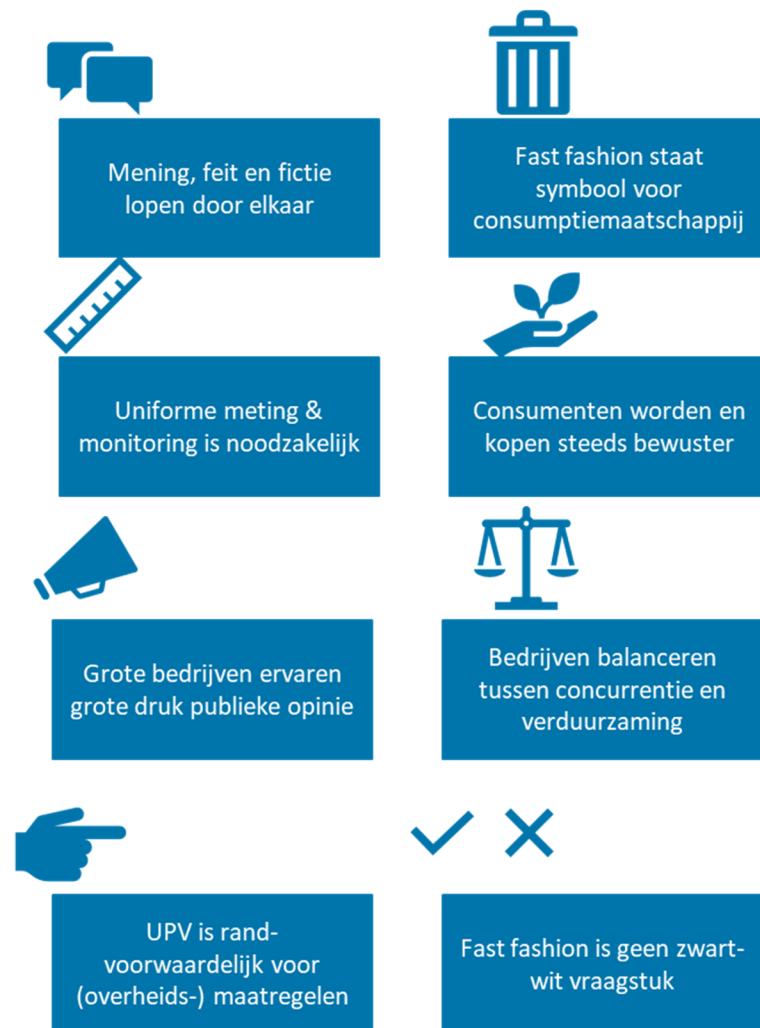 Mening, feit en fictie
lopen door elkaar
Fast fashion staat
symbool voor
consumptiemaatschappij
Uniforme meting &
monitoring is noodzakelijk
Consumenten worden en
kopen steeds bewuster
Grote bedrijven ervaren
grote druk publieke opinie
Bedrijven balanceren
tussen concurrentie en
verduurzaming
UPV is rand-
voorwaardelijk voor
(overheids-) maatregelen
Fast fashion is geen zwart-
wit vraagstuk